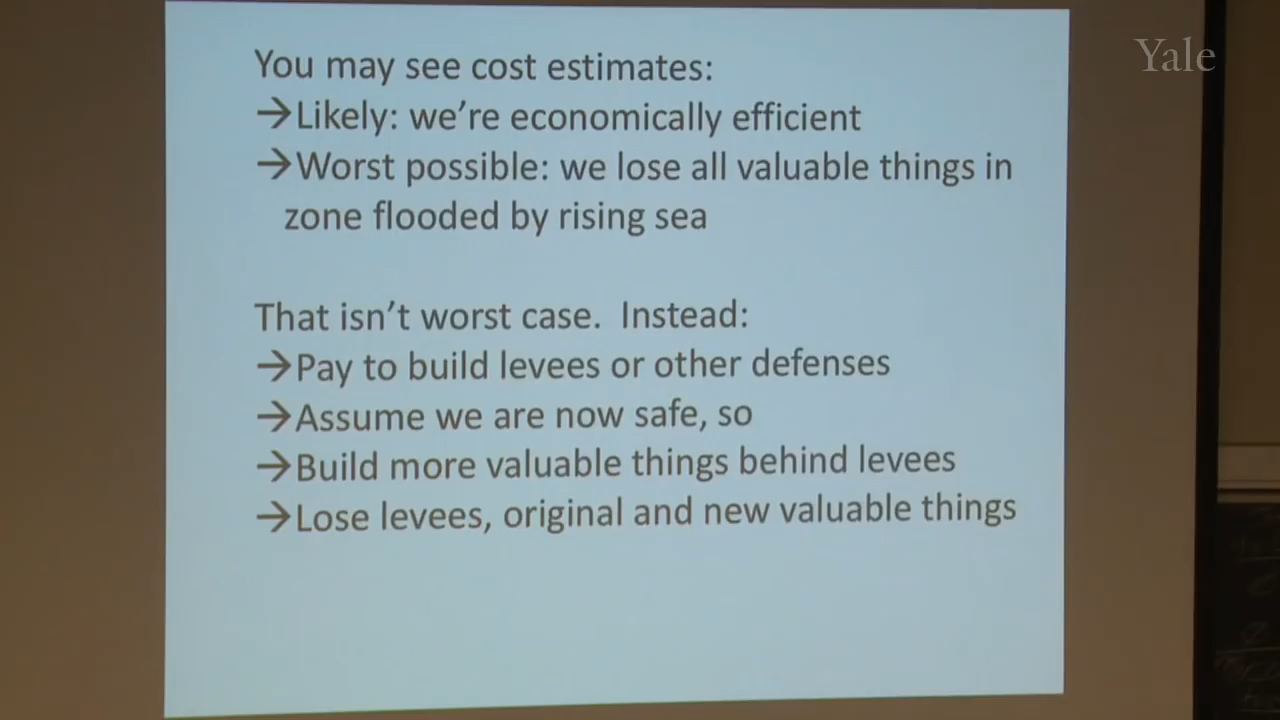 Yale
You may see cost estimates:
→Likely: we're economically efficient
→Worst possible: we lose all valuable things in
zone flooded by rising sea
That isn't worst case.  Instead:
→Pay to build levees or other defenses
→Assume we are now safe, so
→Build more valuable things behind levees
→Lose levees, original and new valuable things